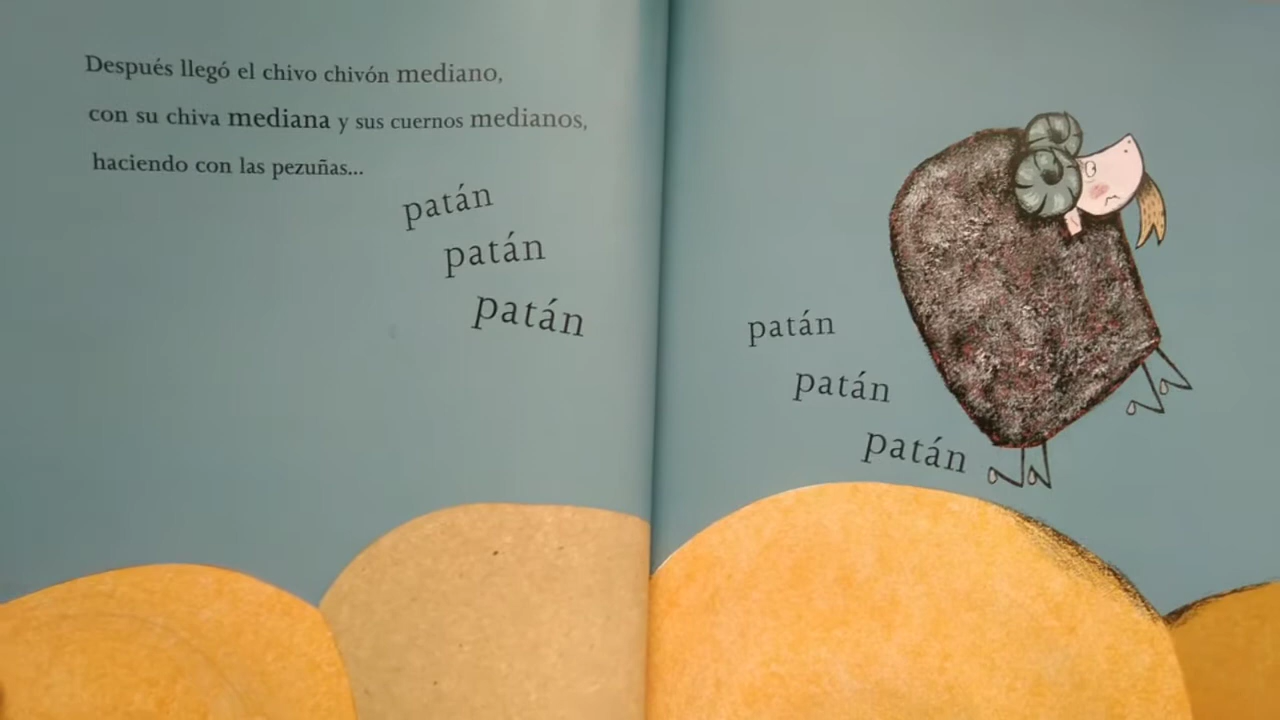 Después llegó el chivo chivón mediano,
con su chiva mediana y sus cuernos medianos,
haciendo con las pezuñas...
patán
patán
patán
patán
patán
patán